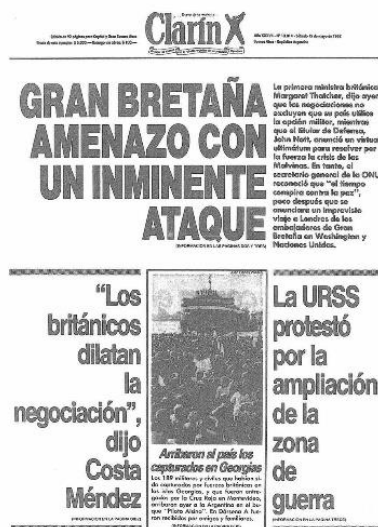 Clarín X
GRAN BRETAÑA
AMENAZO CON
UN INMINENTE
ATAQUE
La primera ministra británica,
Margaret Thatcher, dijo ayer
que las negociaciones no
excluyen que su país utilice
la opción militar, mientras
que el titular de Defensa,
John Nott, anunció un virtual
ultimátum para resolver por
la fuerza la crisis de las
Malvinas. En tanto, el
secretario general de la ONU,
reconoció que "el tiempo
conspira contra la paz",
poco después que se
anunciara un imprevisto
viaje a Londres de los
embajadores de Gran
Bretaña en Washington y
Naciones Unidas.
"Los
británicos
dilatan
la
negociación",
dijo
Costa
Méndez
Arribaron al país los
capturados en Georgias
Los 189 militares y civiles que habían si-
do capturados por fuerzas británicas en
las islas Georgias, y que fueron entre-
gados por la Cruz Roja en Montevideo,
arribaron ayer a la Argentina en el bu-
que "Piloto Alsina". En Dársena A fue-
ron recibidos por amigos y familiares.
La URSS
protestó
por la
ampliación
de la
zona
de
guerra